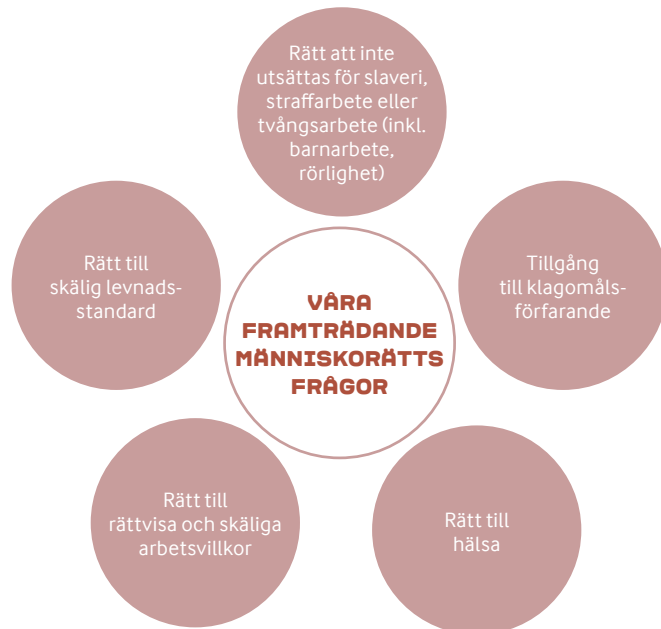 Rätt att inte
utsättas för slaveri,
straffarbete eller
tvångsarbete (inkl.
barnarbete,
rörlighet)
Rätt till
skälig levnads-
standard
Tillgång
till klagomåls-
förfarande
VÅRA
FRAMTRÄDANDE
MÄNNISKORÄTTS
FRÅGOR
Rätt till
rättvisa och skäliga
arbetsvillkor
Rätt till
hälsa